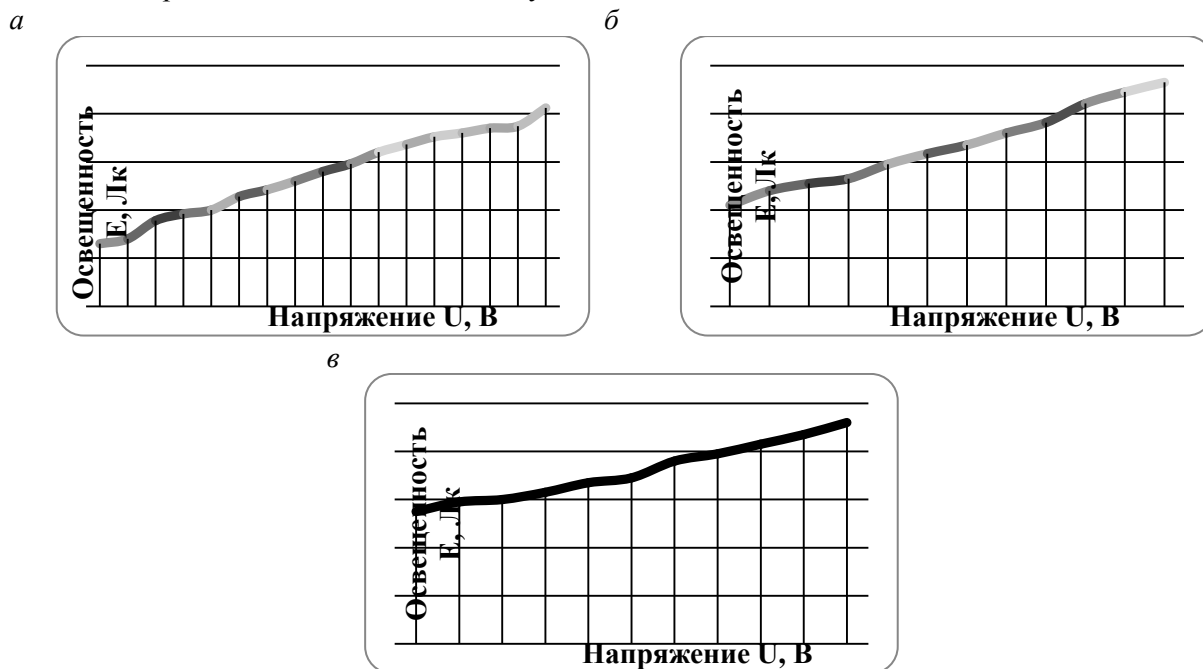 а
б
Освещенность
Е, Лк
Напряжение U, В
Освещенность
Е, Лк
Напряжение U, В
в
Освещенность
Е, Лк
Напряжение U, В